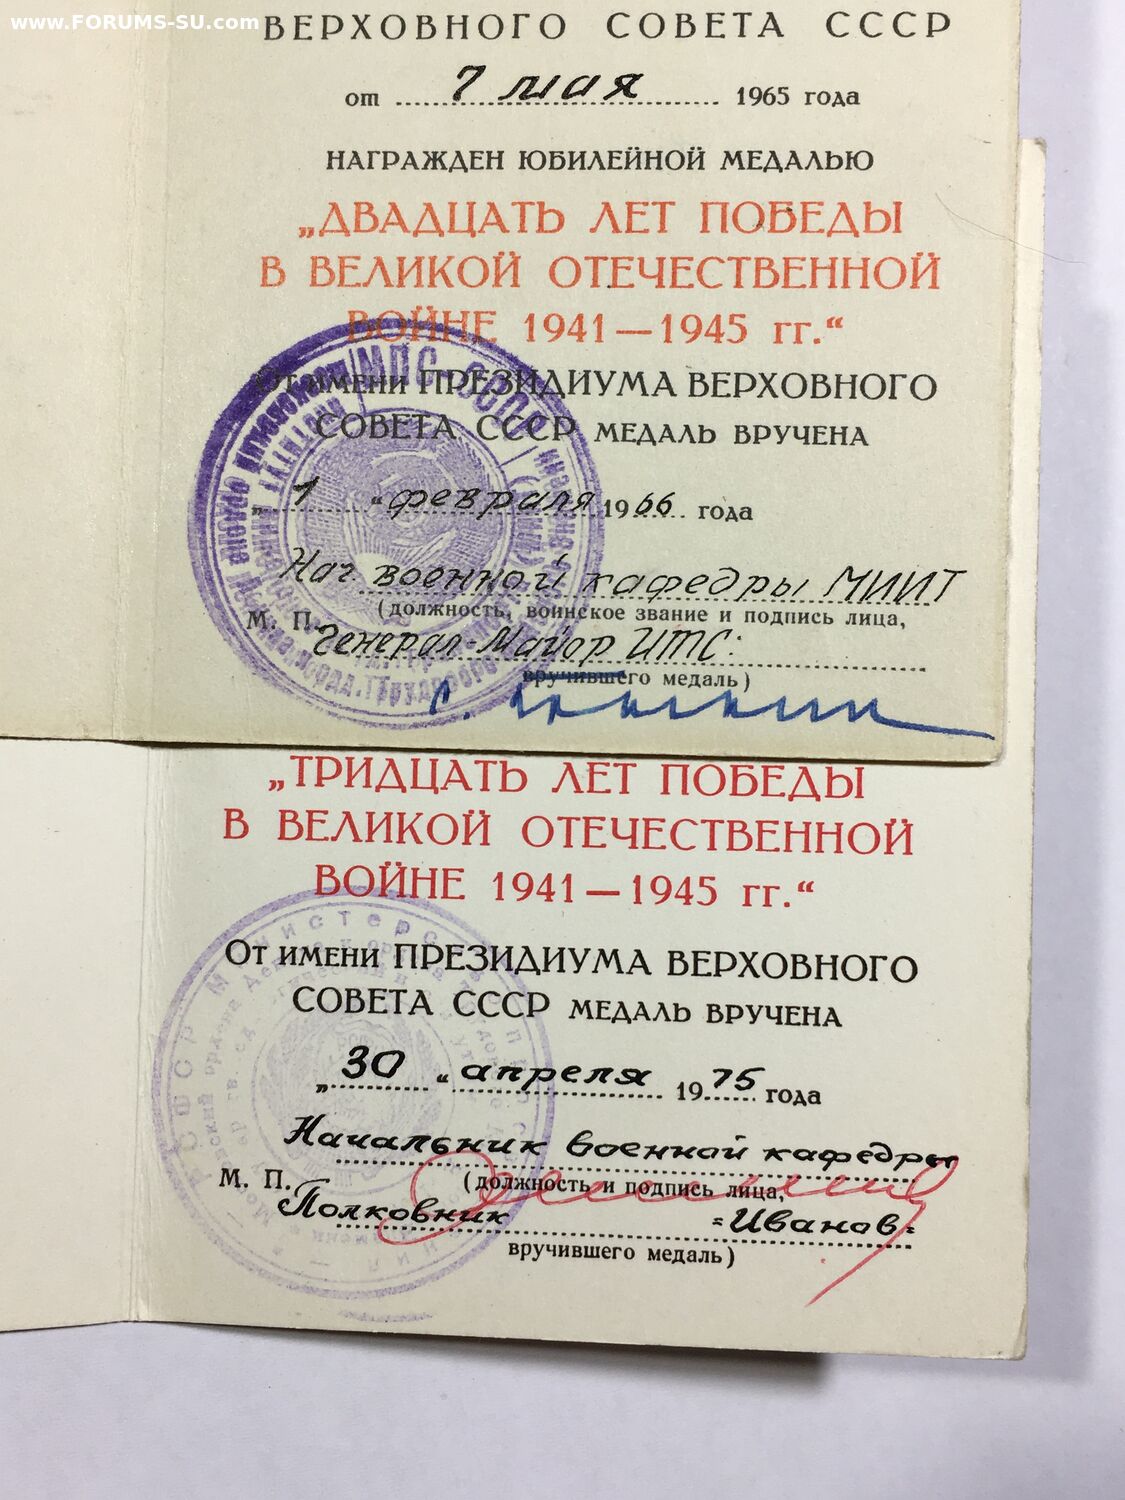 www.FORUMS-SU.com
ВЕРХОВНОГО СОВЕТА СССР
от 7 мая 1965 года
НАГРАЖДЕН ЮБИЛЕЙНОЙ МЕДАЛЬЮ
„ДВАДЦАТЬ ЛЕТ ПОБЕДЫ
В ВЕЛИКОЙ ОТЕЧЕСТВЕННОЙ
ВОЙНЕ 1941—1945 гг.“
От имени ПРЕЗИДИУМА ВЕРХОВНОГО
СОВЕТА СССР МЕДАЛЬ ВРУЧЕНА
„1“ февраля 1966 года
Нач. военной кафедры МИИТ
(должность, воинское звание и подпись лица,
М. П.
Генерал-Майор ИТС:
вручившего медаль)
МПС-СССР
„ТРИДЦАТЬ ЛЕТ ПОБЕДЫ
В ВЕЛИКОЙ ОТЕЧЕСТВЕННОЙ
ВОЙНЕ 1941—1945 гг.“
От имени ПРЕЗИДИУМА ВЕРХОВНОГО
СОВЕТА СССР МЕДАЛЬ ВРУЧЕНА
„30“ апреля 1975 года
Начальник военной кафедры
М. П.
(должность и подпись лица,
Полковник =Иванов=
вручившего медаль)